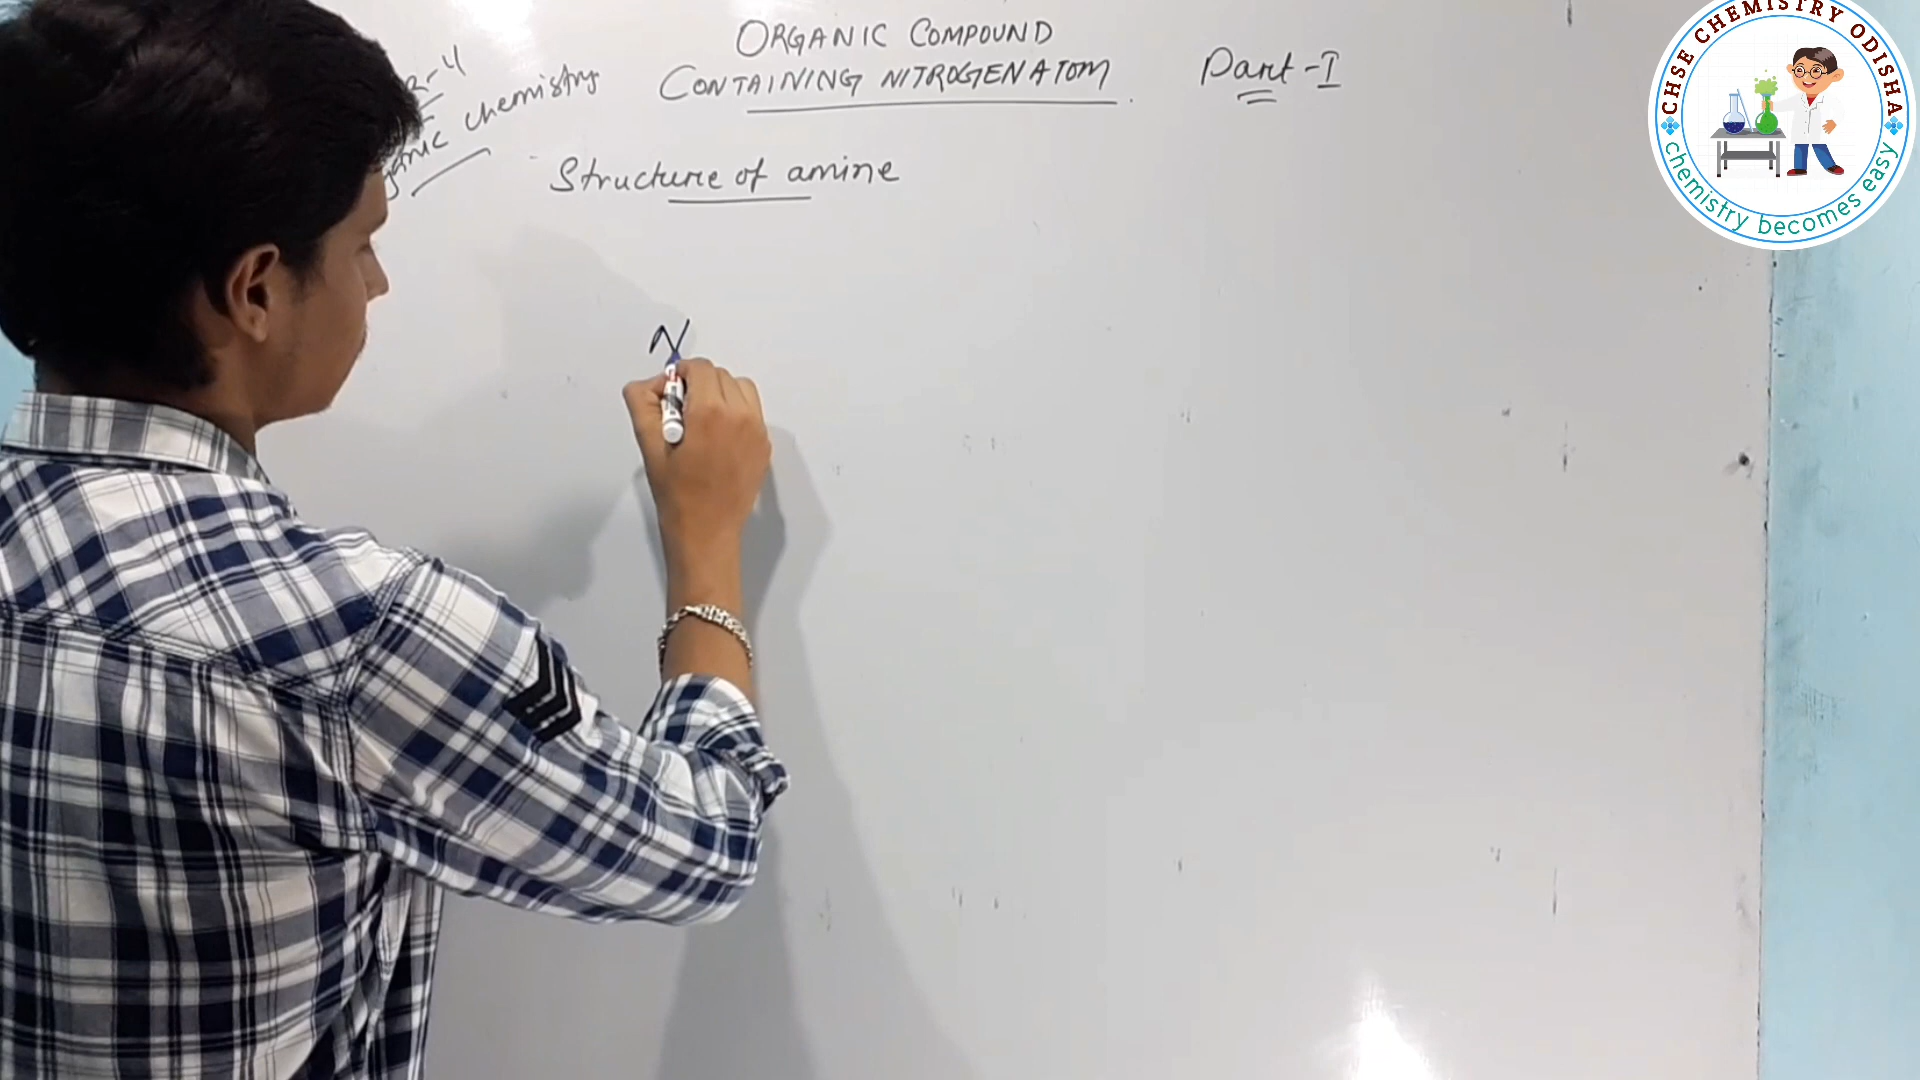 ORGANIC COMPOUND
CONTAINING NITROGEN ATOM
Part-I
chemistry
Structure of amine
N
CHSE CHEMISTRY ODISHA
chemistry becomes easy